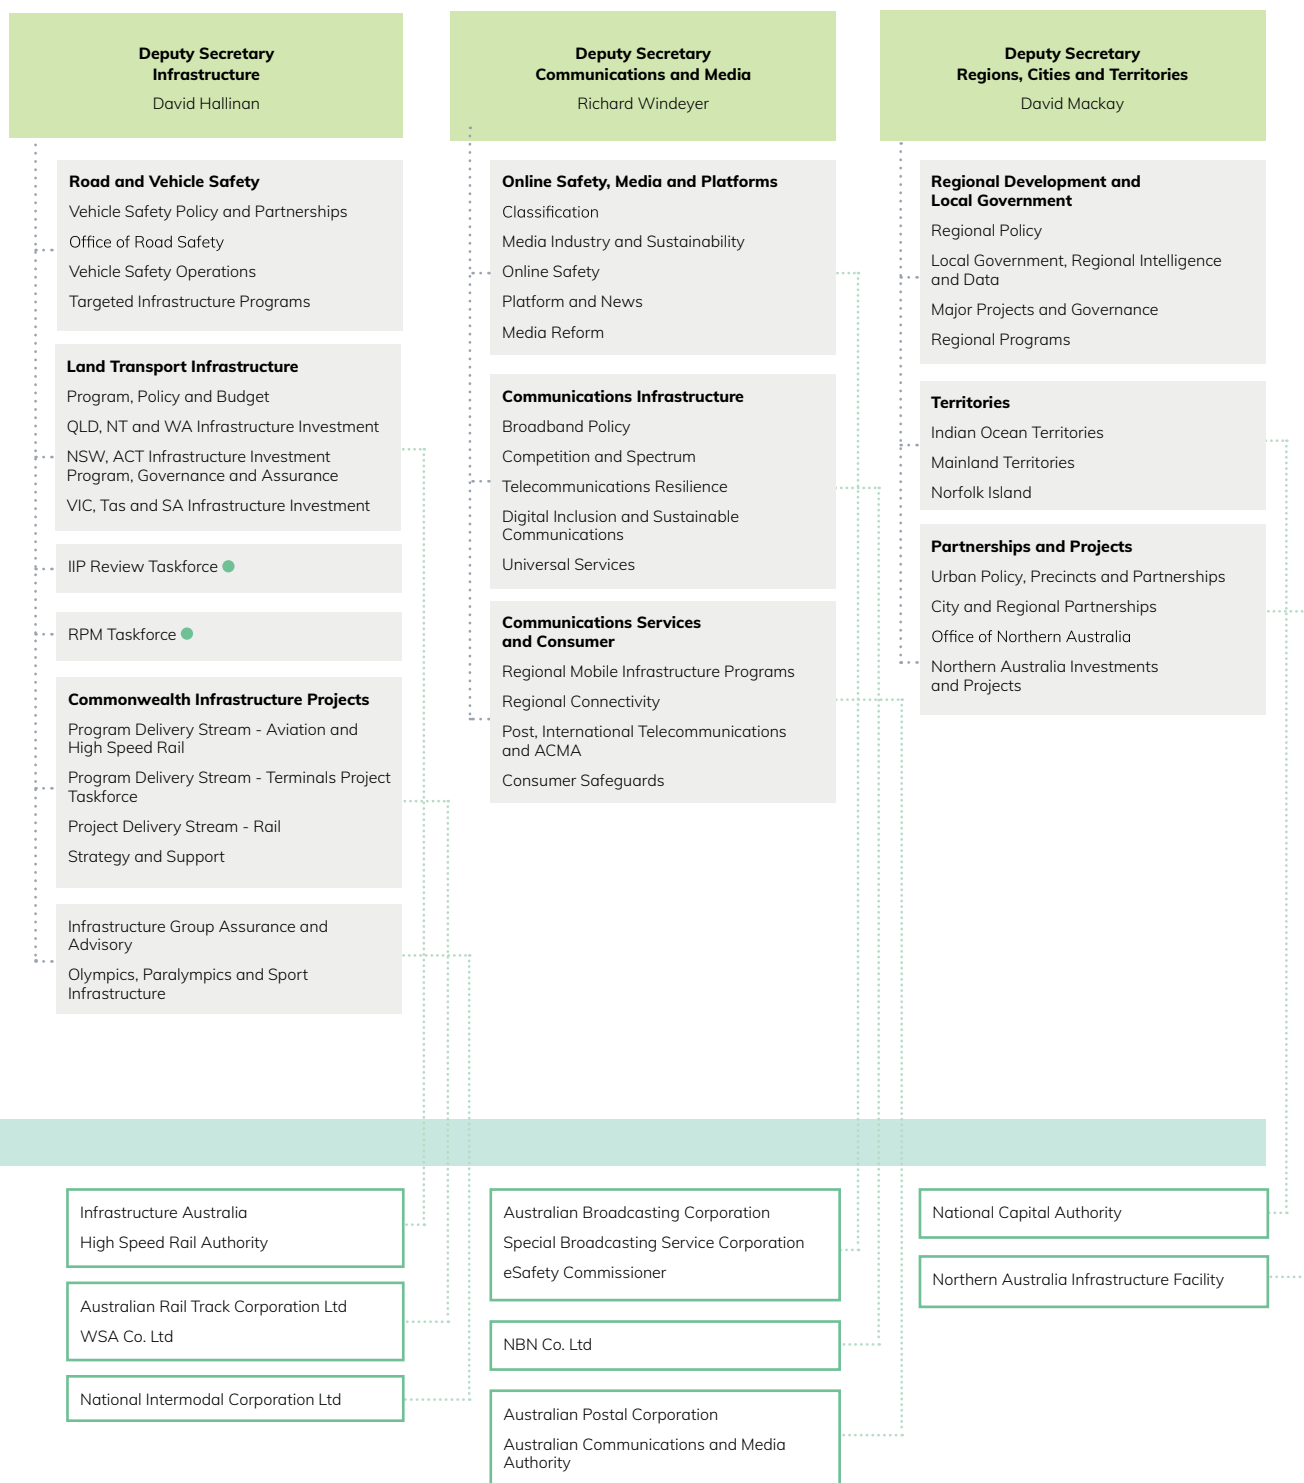 Deputy Secretary
Infrastructure
David Hallinan
Road and Vehicle Safety
Vehicle Safety Policy and Partnerships
Office of Road Safety
Vehicle Safety Operations
Targeted Infrastructure Programs
Land Transport Infrastructure
Program, Policy and Budget
QLD, NT and WA Infrastructure Investment
NSW, ACT Infrastructure Investment
Program, Governance and Assurance
VIC, Tas and SA Infrastructure Investment
IIP Review Taskforce
RPM Taskforce
Commonwealth Infrastructure Projects
Program Delivery Stream - Aviation and
High Speed Rail
Program Delivery Stream - Terminals Project
Taskforce
Project Delivery Stream - Rail
Strategy and Support
Infrastructure Group Assurance and
Advisory
Olympics, Paralympics and Sport
Infrastructure
Deputy Secretary
Communications and Media
Richard Windeyer
Online Safety, Media and Platforms
Classification
Media Industry and Sustainability
Online Safety
Platform and News
Media Reform
Communications Infrastructure
Broadband Policy
Competition and Spectrum
Telecommunications Resilience
Digital Inclusion and Sustainable
Communications
Universal Services
Communications Services
and Consumer
Regional Mobile Infrastructure Programs
Regional Connectivity
Post, International Telecommunications
and ACMA
Consumer Safeguards
Deputy Secretary
Regions, Cities and Territories
David Mackay
Regional Development and
Local Government
Regional Policy
Local Government, Regional Intelligence
and Data
Major Projects and Governance
Regional Programs
Territories
Indian Ocean Territories
Mainland Territories
Norfolk Island
Partnerships and Projects
Urban Policy, Precincts and Partnerships
City and Regional Partnerships
Office of Northern Australia
Northern Australia Investments
and Projects
Infrastructure Australia
High Speed Rail Authority
Australian Rail Track Corporation Ltd
WSA Co. Ltd
National Intermodal Corporation Ltd
Australian Broadcasting Corporation
Special Broadcasting Service Corporation
eSafety Commissioner
NBN Co. Ltd
Australian Postal Corporation
Australian Communications and Media
Authority
National Capital Authority
Northern Australia Infrastructure Facility